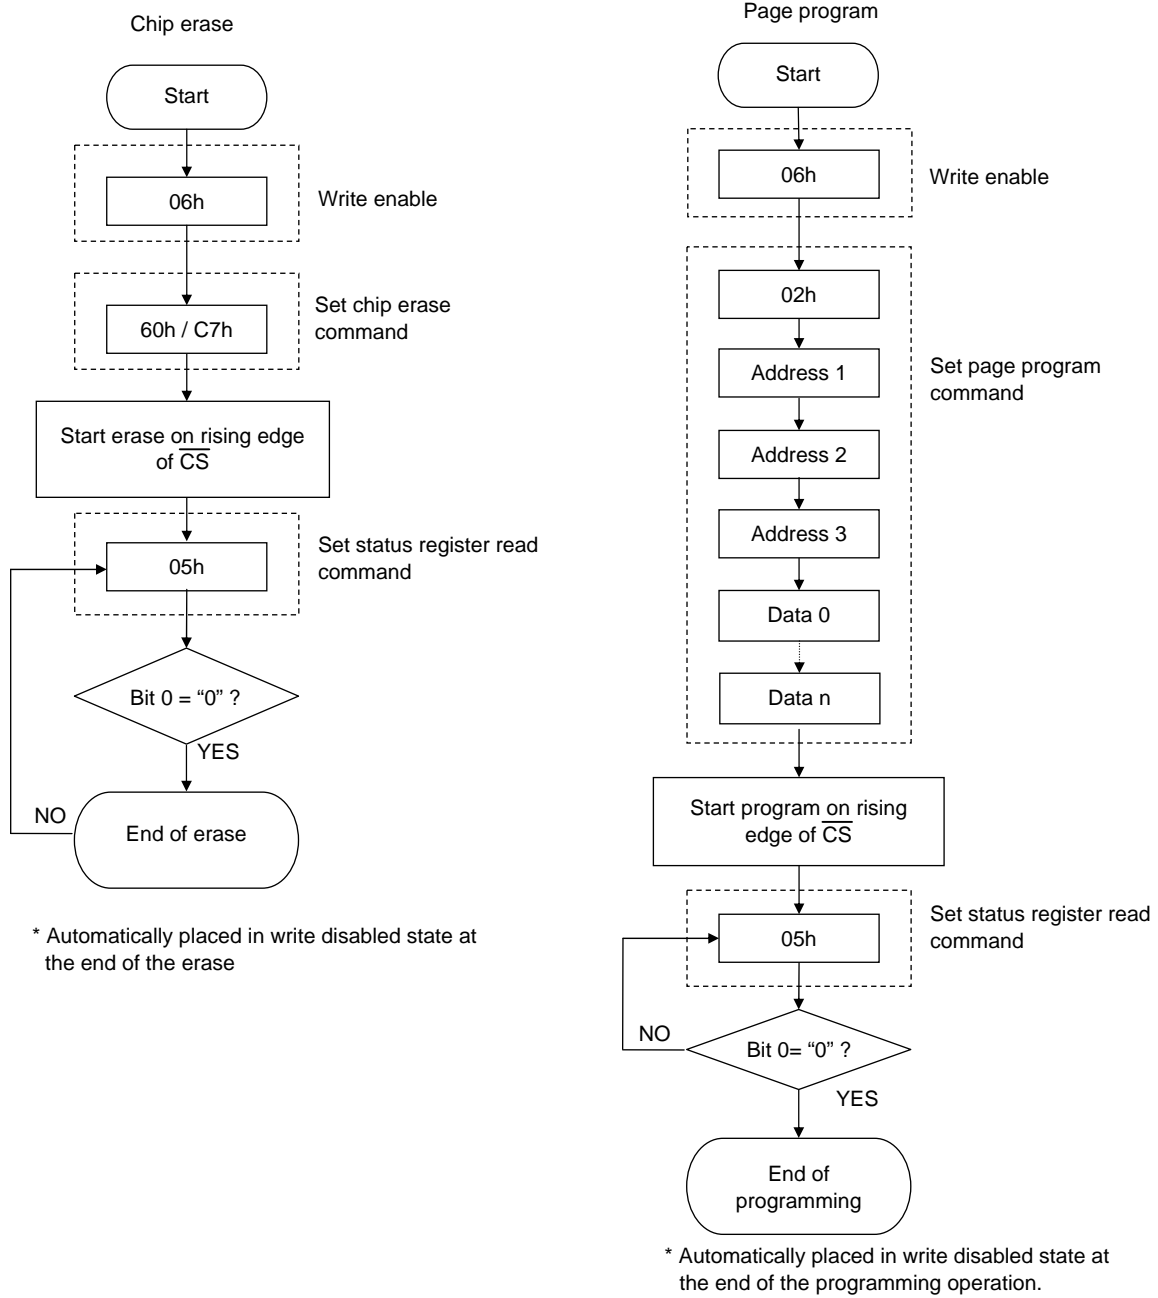 Chip erase
Start
06h
Write enable
60h / C7h
Set chip erase
command
Start erase on rising edge
of CS
05h
Set status register read
command
Bit 0 = “0” ?
YES
NO
End of erase
* Automatically placed in write disabled state at
the end of the erase
Page program
Start
06h
Write enable
02h
Address 1
Set page program
command
Address 2
Address 3
Data 0
Data n
Start program on rising
edge of CS
05h
Set status register read
command
NO
Bit 0= “0” ?
YES
End of
programming
* Automatically placed in write disabled state at
the end of the programming operation.